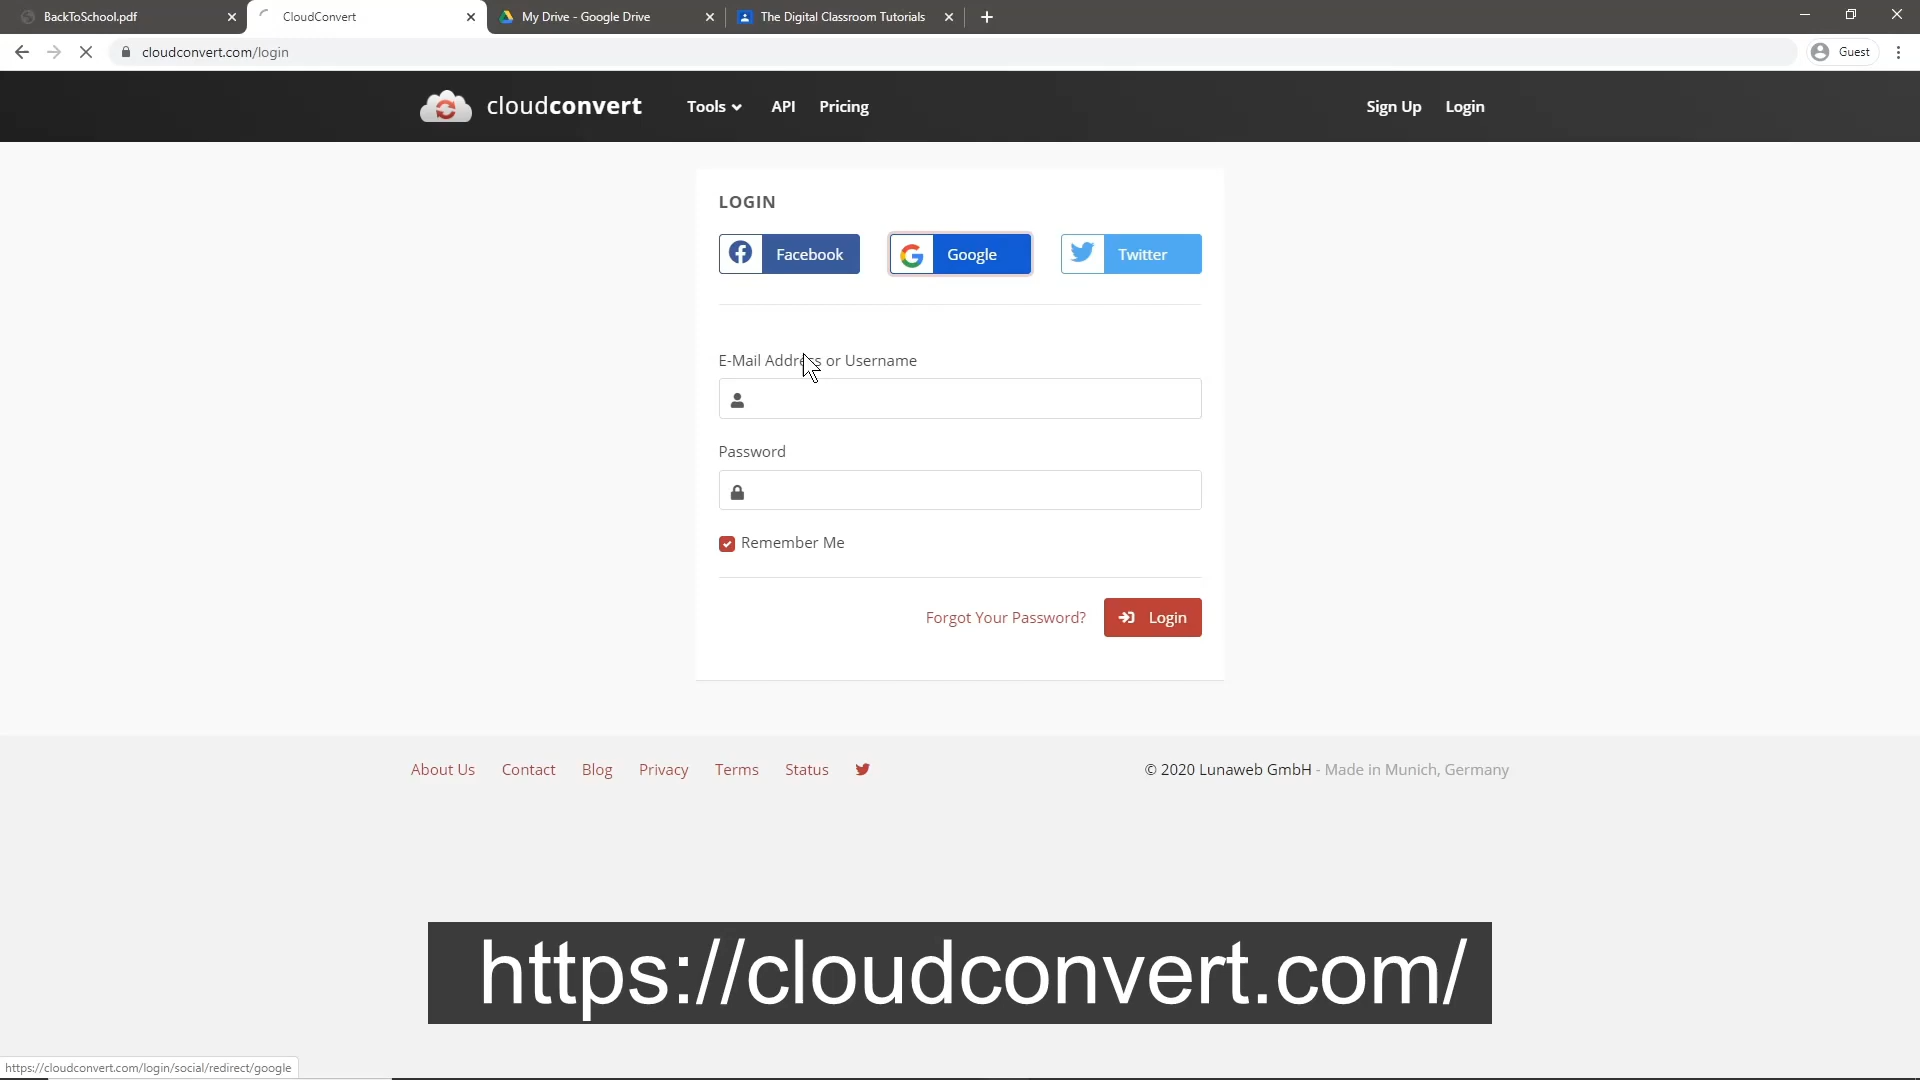 BackToSchool.pdf
CloudConvert
My Drive - Google Drive
The Digital Classroom Tutorials
cloudconvert.com/login
Guest
cloudconvert
Tools
API
Pricing
Sign Up
Login
LOGIN
Facebook
Google
Twitter
E-Mail Address or Username
Password
Remember Me
Forgot Your Password?
Login
About Us
Contact
Blog
Privacy
Terms
Status
© 2020 Lunaweb GmbH - Made in Munich, Germany
https://cloudconvert.com/
https://cloudconvert.com/login/social/redirect/google